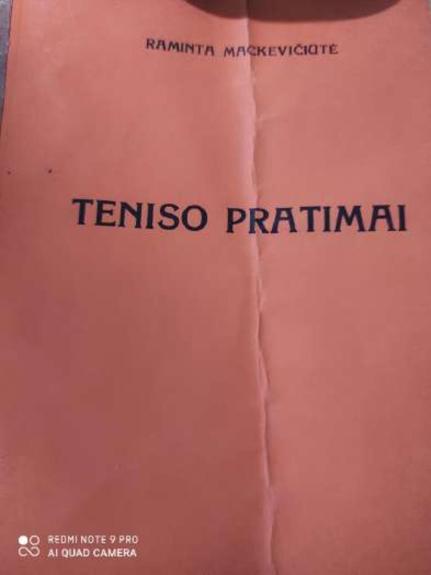 RAMINTA MACKEVIČIŪTĖ
TENISO PRATIMAI
REDMI NOTE 9 PRO
AI QUAD CAMERA